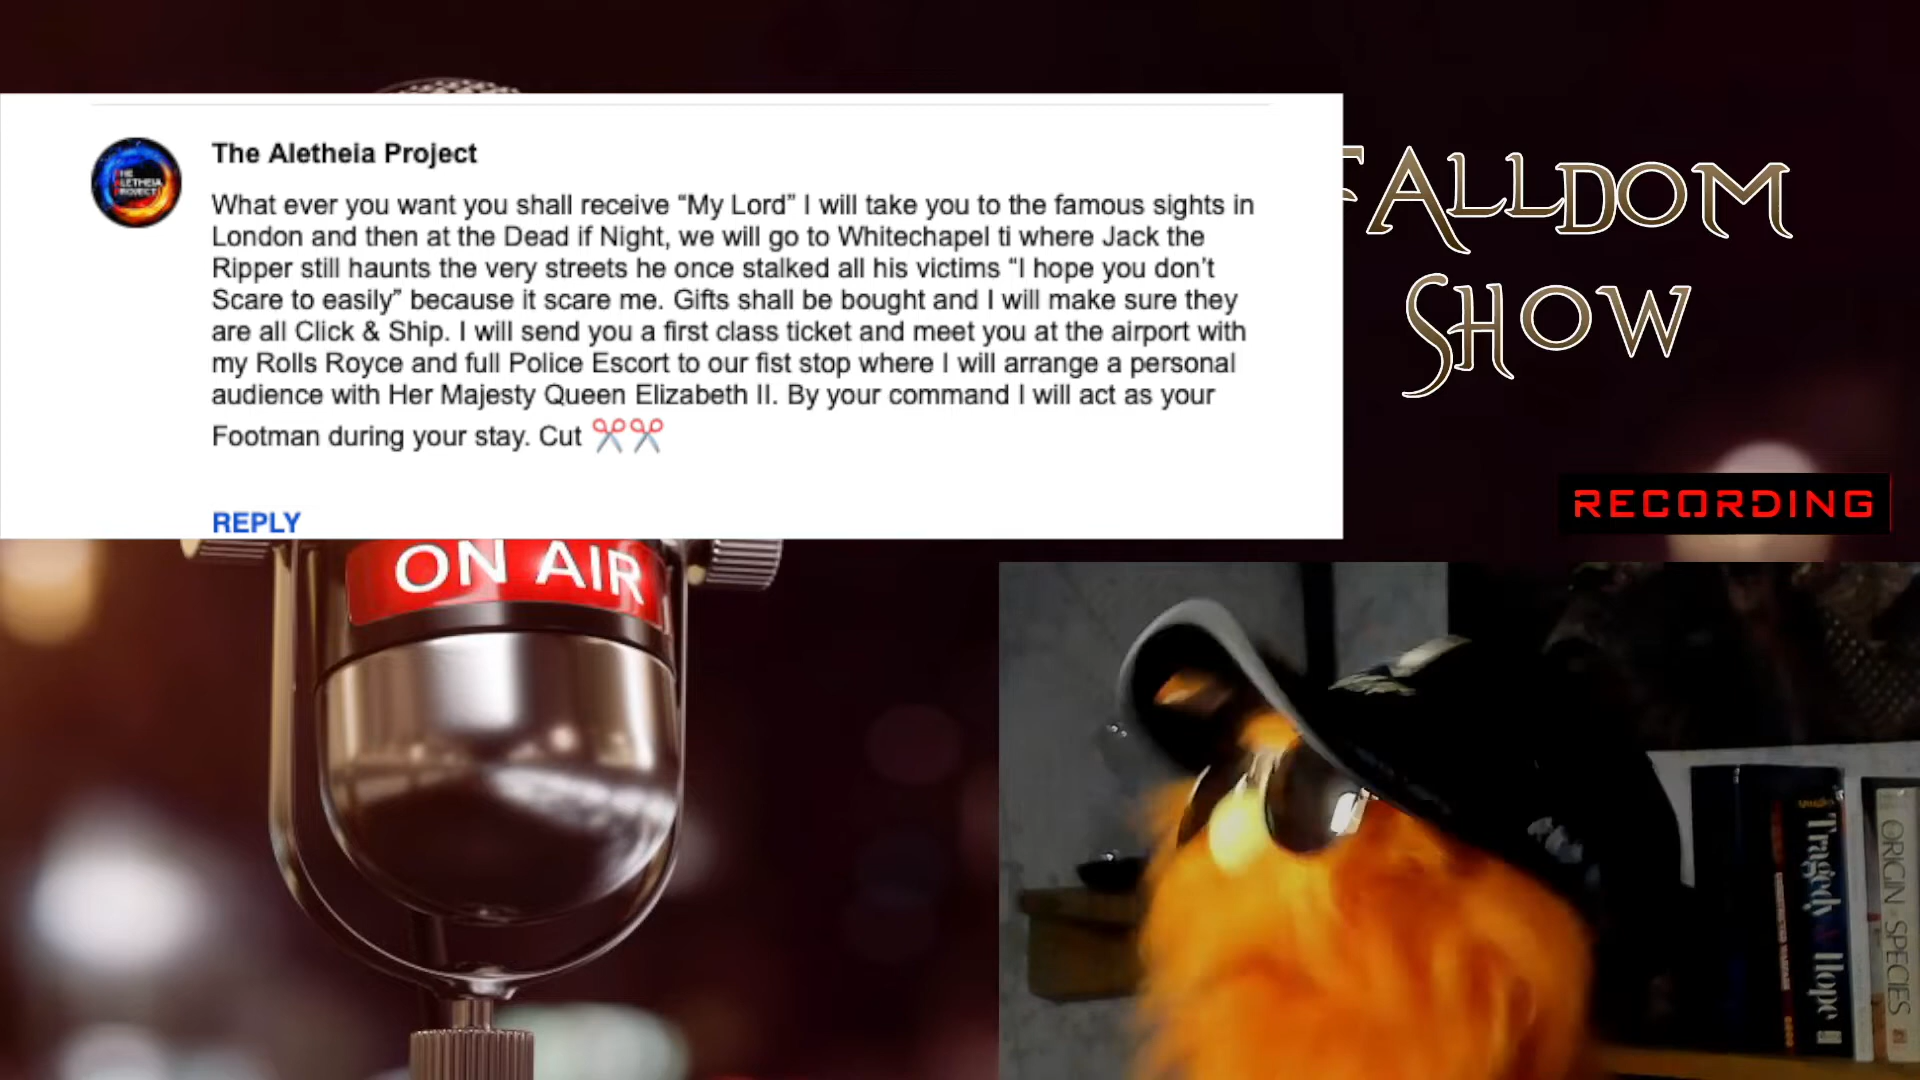 The Aletheia Project
What ever you want you shall receive “My Lord” I will take you to the famous sights in
London and then at the Dead if Night, we will go to Whitechapel ti where Jack the
Ripper still haunts the very streets he once stalked all his victims “I hope you don’t
Scare to easily” because it scare me. Gifts shall be bought and I will make sure they
are all Click & Ship. I will send you a first class ticket and meet you at the airport with
my Rolls Royce and full Police Escort to our fist stop where I will arrange a personal
audience with Her Majesty Queen Elizabeth II. By your command I will act as your
Footman during your stay. Cut ✂️✂️
REPLY
FALLDOM
SHOW
RECORDING
ON AIR
Tragedy & Hope
ORIGIN of SPECIES